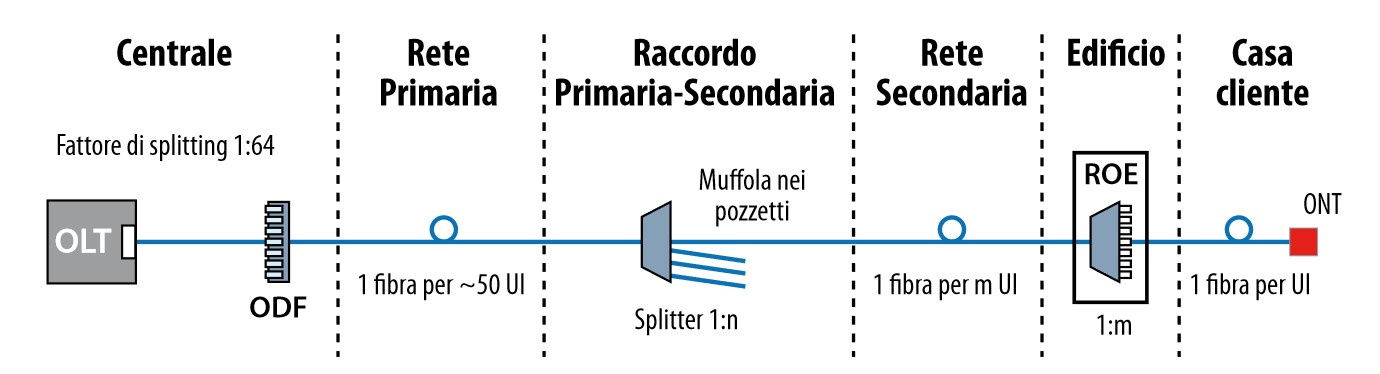 Centrale
Rete
Primaria
Raccordo
Primaria-Secondaria
Rete
Secondaria
Edificio
Casa
cliente
Fattore di splitting 1:64
OLT
ODF
1 fibra per ~50 UI
Muffola nei
pozzetti
Splitter 1:n
1 fibra per m UI
ROE
1:m
ONT
1 fibra per UI